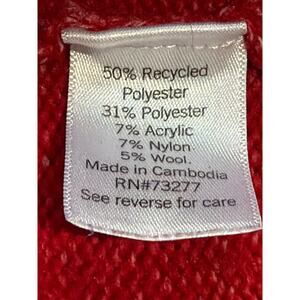 50% Recycled
Polyester
31% Polyester
7% Acrylic
7% Nylon
5% Wool.
Made in Cambodia
RN#73277
See reverse for care